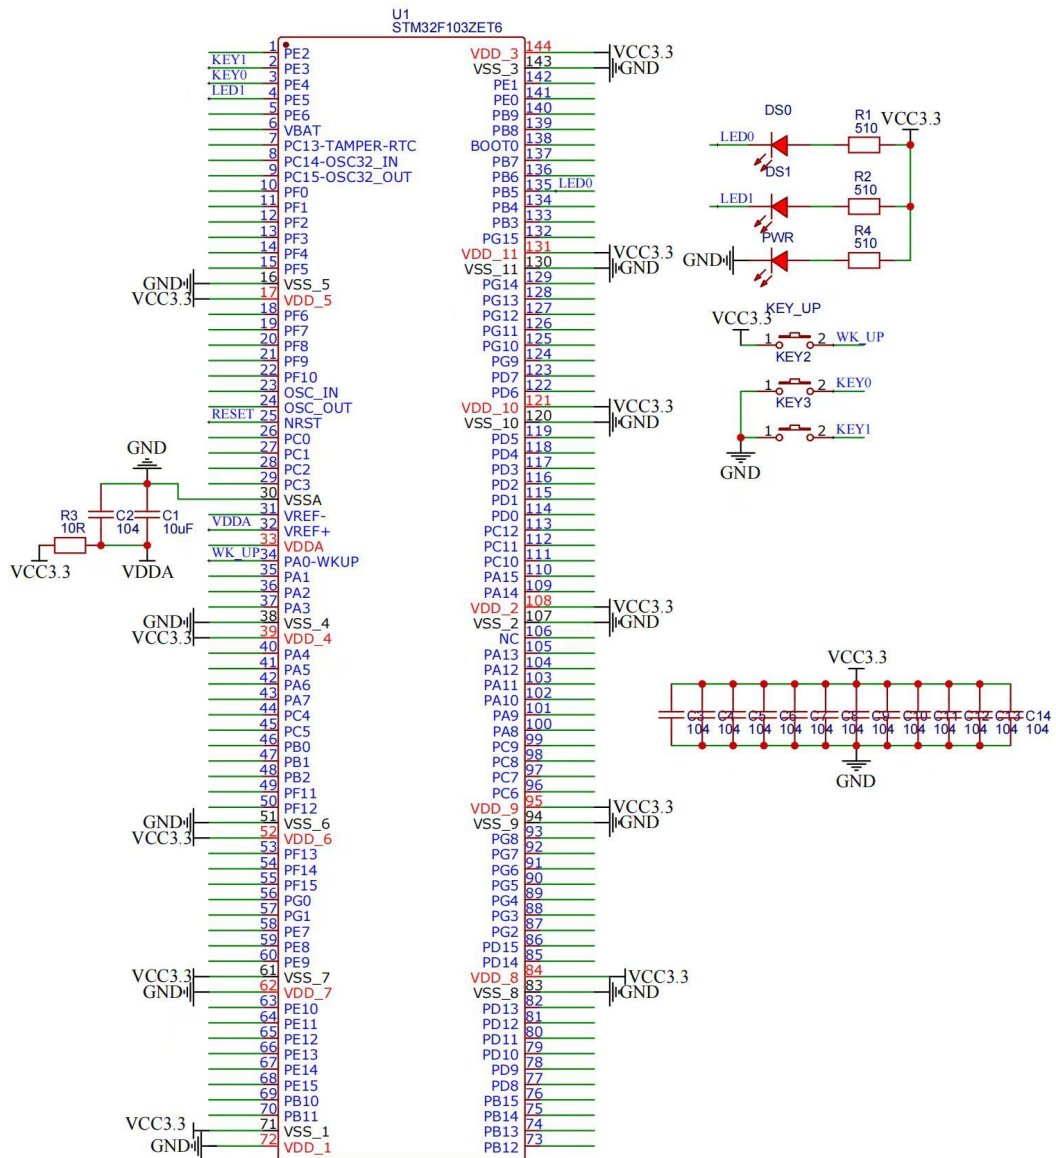 U1
STM32F103ZET6
1 PE2
KEY1 2 PE3
KEY0 3 PE4
LED1 4 PE5
5 PE6
6 VBAT
7 PC13-TAMPER-RTC
8 PC14-OSC32_IN
9 PC15-OSC32_OUT
10 PF0
11 PF1
12 PF2
13 PF3
14 PF4
15 PF5
GND 16 VSS_5
VCC3.3 17 VDD_5
18 PF6
19 PF7
20 PF8
21 PF9
22 PF10
23 OSC_IN
24 OSC_OUT
RESET 25 NRST
26 PC0
27 PC1
28 PC2
29 PC3
30 VSSA
31 VREF-
VDDA 32 VREF+
33 VDDA
WK_UP 34 PA0-WKUP
35 PA1
36 PA2
37 PA3
GND 38 VSS_4
VCC3.3 39 VDD_4
40 PA4
41 PA5
42 PA6
43 PA7
44 PC4
45 PC5
46 PB0
47 PB1
48 PB2
49 PF11
50 PF12
GND 51 VSS_6
VCC3.3 52 VDD_6
53 PF13
54 PF14
55 PF15
56 PG0
57 PG1
58 PE7
59 PE8
60 PE9
VCC3.3 61 VSS_7
GND 62 VDD_7
63 PE10
64 PE11
65 PE12
66 PE13
67 PE14
68 PE15
69 PB10
70 PB11
VCC3.3 71 VSS_1
GND 72 VDD_1
VDD_3 144 VCC3.3
VSS_3 143 GND
PE1 142
PE0 141
PB9 140
PB8 139
BOOT0 138
PB7 137
PB6 136
PB5 135 LED0
PB4 134
PB3 133
PG15 132
VDD_11 131 VCC3.3
VSS_11 130 GND
PG14 129
PG13 128
PG12 127
PG11 126
PG10 125
PG9 124
PD7 123
PD6 122
VDD_10 121 VCC3.3
VSS_10 120 GND
PD5 119
PD4 118
PD3 117
PD2 116
PD1 115
PD0 114
PC12 113
PC11 112
PC10 111
PA15 110
PA14 109
VDD_2 108 VCC3.3
VSS_2 107 GND
NC 106
PA13 105
PA12 104
PA11 103
PA10 102
PA9 101
PA8 100
PC9 99
PC8 98
PC7 97
PC6 96
VDD_9 95 VCC3.3
VSS_9 94 GND
PG8 93
PG7 92
PG6 91
PG5 90
PG4 89
PG3 88
PG2 87
PD15 86
PD14 85
VDD_8 84 VCC3.3
VSS_8 83 GND
PD13 82
PD12 81
PD11 80
PD10 79
PD9 78
PD8 77
PB15 76
PB14 75
PB13 74
PB12 73
GND
R3 C2 C1
10R 104 10uF
VCC3.3 VDDA
DS0 R1
510 VCC3.3
LED0
DS1 R2
510
LED1
PWR R4
510
GND
KEY_UP
VCC3.3
1 2 WK_UP
KEY2
1 2 KEY0
KEY3
1 2 KEY1
GND
VCC3.3
C3 C4 C5 C6 C7 C8 C9 C10 C11 C12 C13 C14
104 104 104 104 104 104 104 104 104 104 104 104
GND